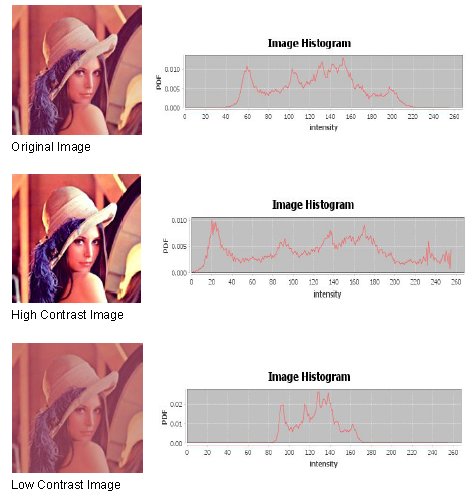 Image Histogram
PDF
0.010
0.005
0.000
0 20 40 60 80 100 120 140 160 180 200 220 240 260
intensity
Original Image
Image Histogram
PDF
0.010
0.005
0.000
0 20 40 60 80 100 120 140 160 180 200 220 240 260
intensity
High Contrast Image
Image Histogram
PDF
0.02
0.01
0.00
0 20 40 60 80 100 120 140 160 180 200 220 240 260
intensity
Low Contrast Image